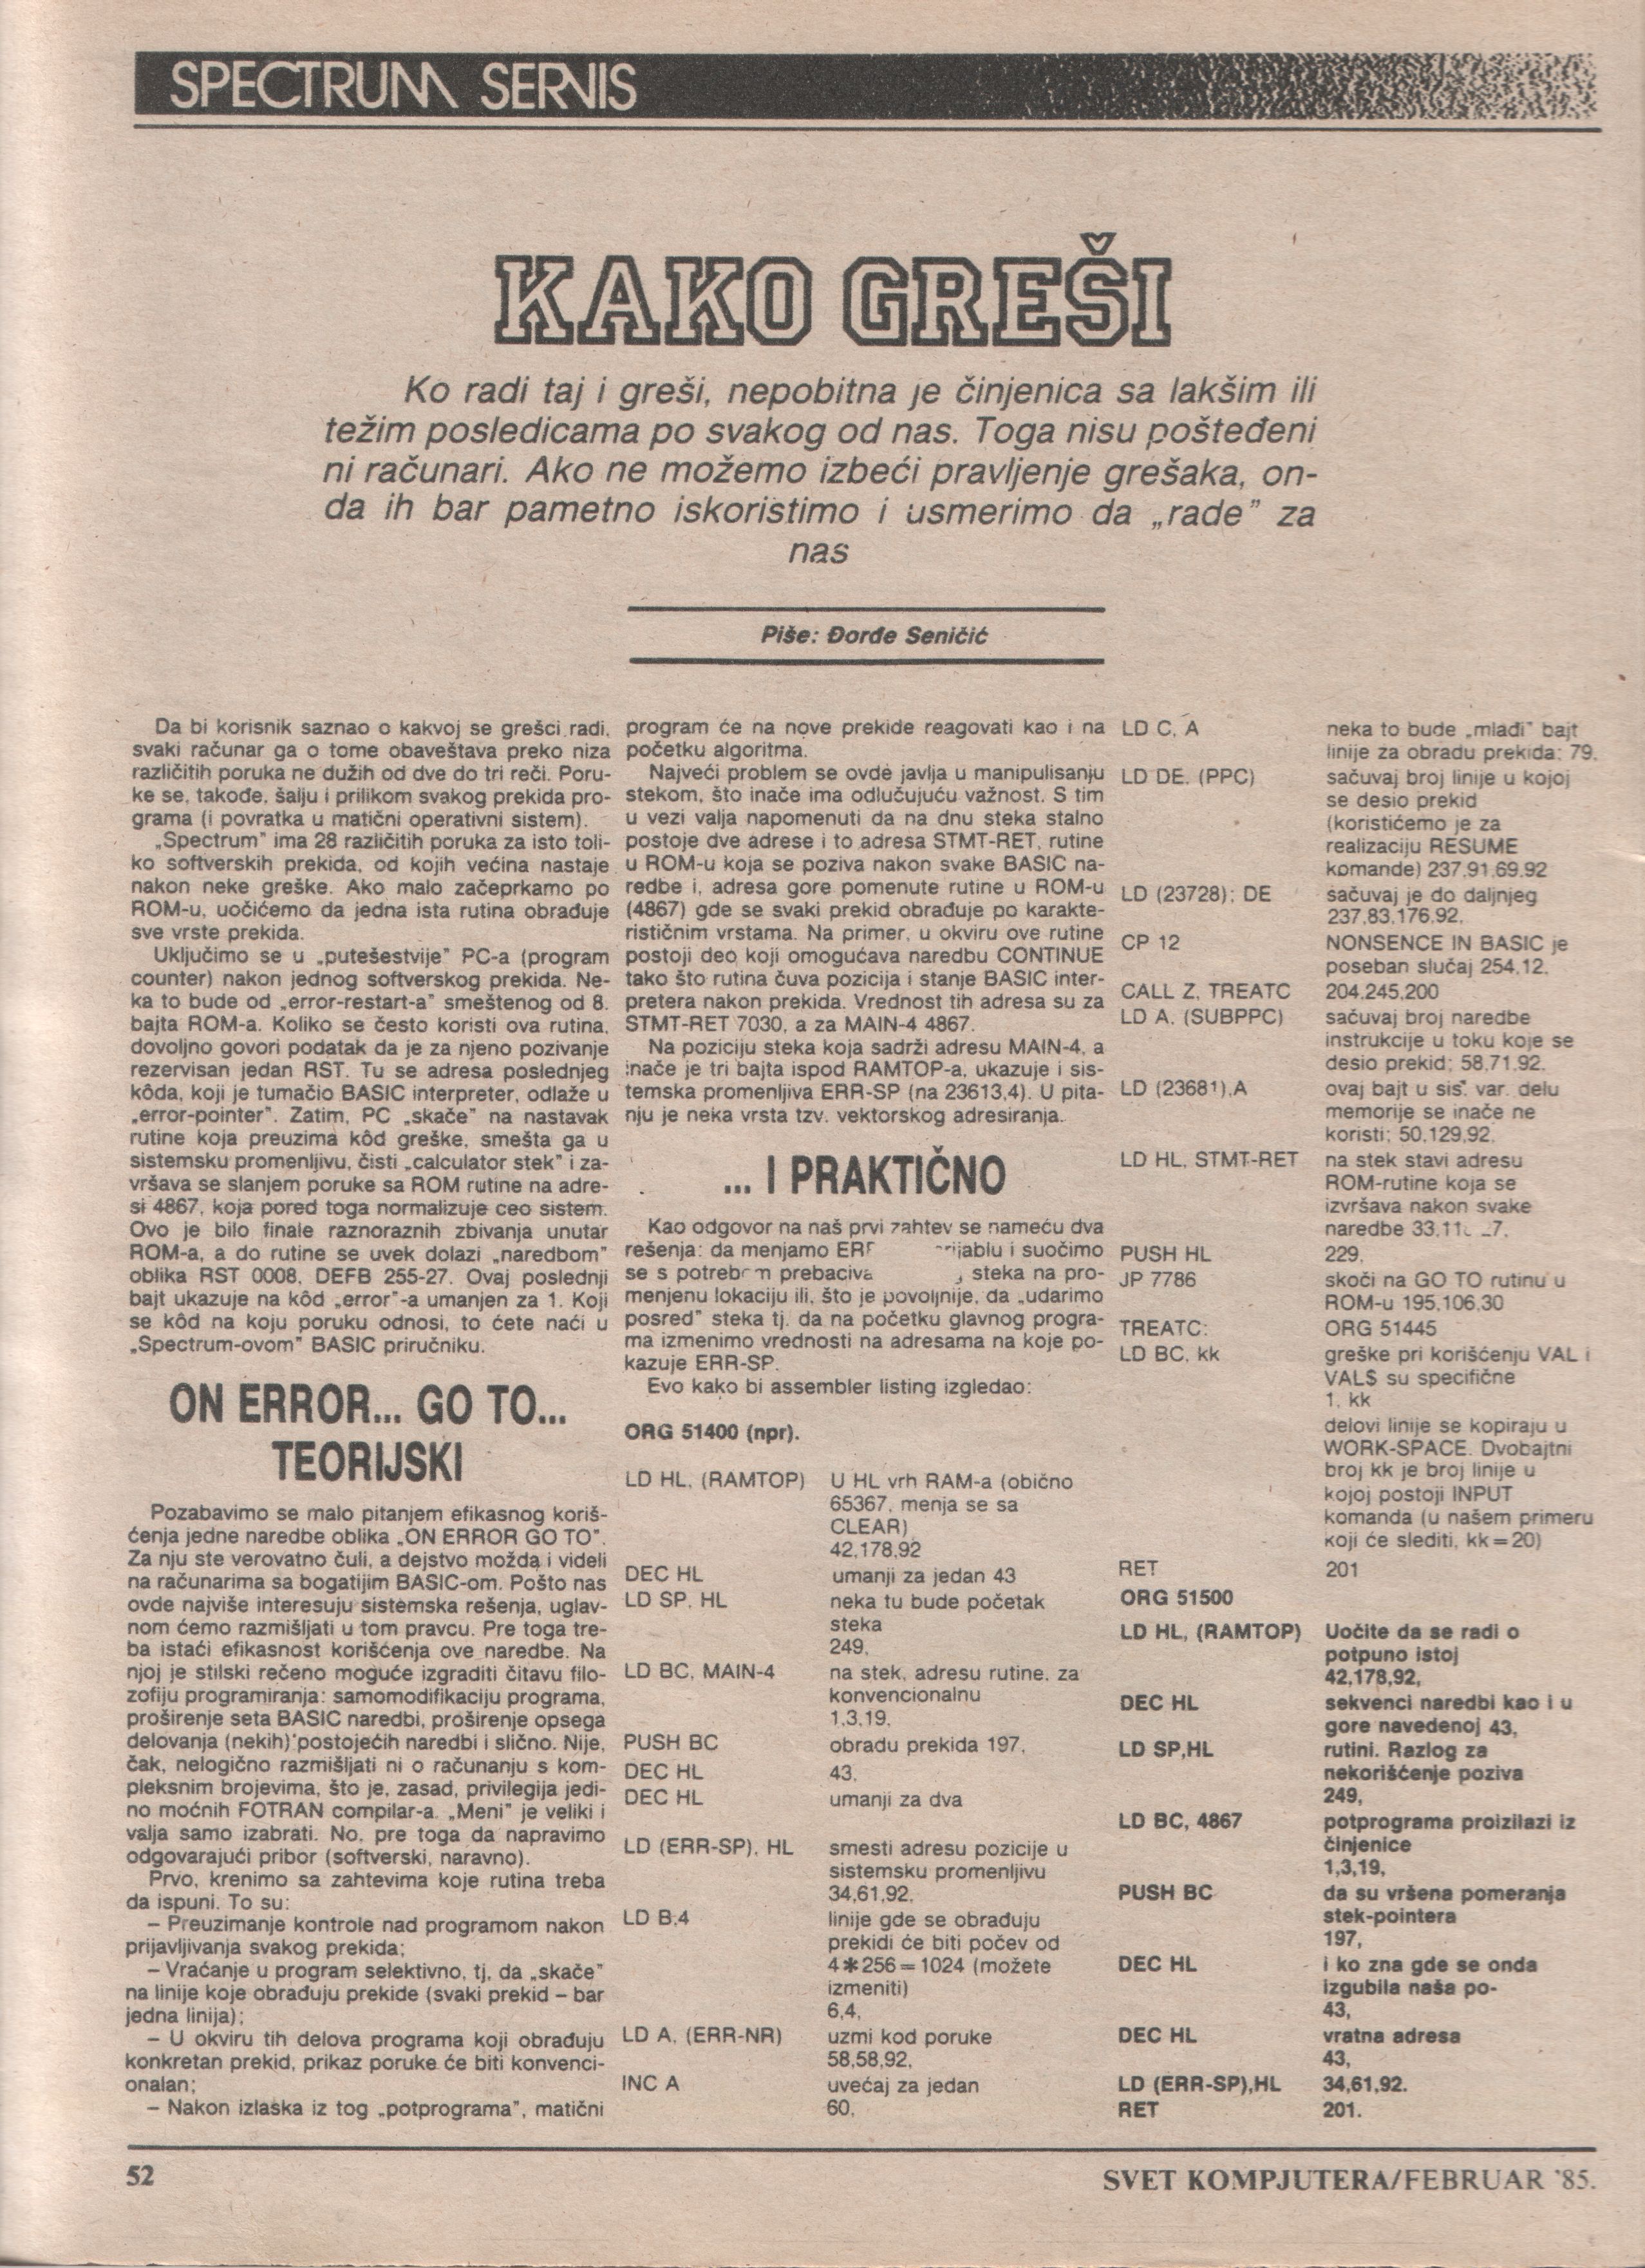 SPECTRUM SERVIS
KAKO GREŠI
Ko radi taj i greši, nepobitna je činjenica sa lakšim ili
težim posledicama po svakog od nas. Toga nisu pošteđeni
ni računari. Ako ne možemo izbeći pravljenje grešaka, on-
da ih bar pametno iskoristimo i usmerimo da „rade” za
nas
Piše: Đorđe Seničić
Da bi korisnik saznao o kakvoj se grešci radi,
svaki računar ga o tome obaveštava preko niza
različitih poruka ne dužih od dve do tri reči. Poru-
ke se, takođe, šalju i prilikom svakog prekida pro-
grama (i povratka u matični operativni sistem).
„Spectrum” ima 28 različitih poruka za isto toli-
ko softverskih prekida, od kojih većina nastaje
nakon neke greške. Ako malo začeprkamo po
ROM-u, uočićemo da jedna ista rutina obrađuje
sve vrste prekida.
Uključimo se u „putešestvije” PC-a (program
counter) nakon jednog softverskog prekida. Ne-
ka to bude od „error-restart-a” smeštenog od 8.
bajta ROM-a. Koliko se često koristi ova rutina,
dovoljno govori podatak da je za njeno pozivanje
rezervisan jedan RST. Tu se adresa poslednjeg
kôda, koji je tumačio BASIC interpreter, odlaže u
„error-pointer”. Zatim, PC „skače” na nastavak
rutine koja preuzima kôd greške, smešta ga u
sistemsku promenljivu, čisti „calculator stek” i za-
vršava se slanjem poruke sa ROM rutine na adre-
si 4867, koja pored toga normalizuje ceo sistem.
Ovo je bilo finale raznoraznih zbivanja unutar
ROM-a, a do rutine se uvek dolazi „naredbom”
oblika RST 0008, DEFB 255-27. Ovaj poslednji
bajt ukazuje na kôd „error”-a umanjen za 1. Koji
se kôd na koju poruku odnosi, to ćete naći u
„Spectrum-ovom” BASIC priručniku.
ON ERROR... GO TO...
TEORIJSKI
Pozabavimo se malo pitanjem efikasnog koriš-
ćenja jedne naredbe oblika „ON ERROR GO TO”.
Za nju ste verovatno čuli, a dejstvo možda i videli
na računarima sa bogatijim BASIC-om. Pošto nas
ovde najviše interesuju sistemska rešenja, uglav-
nom ćemo razmišljati u tom pravcu. Pre toga tre-
ba istaći efikasnost korišćenja ove naredbe. Na
njoj je stilski rečeno moguće izgraditi čitavu filo-
zofiju programiranja: samomodifikaciju programa,
proširenje seta BASIC naredbi, proširenje opsega
delovanja (nekih) postojećih naredbi i slično. Nije,
čak, nelogično razmišljati ni o računanju s kom-
pleksnim brojevima, što je, zasad, privilegija jedi-
no moćnih FOTRAN compilar-a. „Meni” je veliki i
valja samo izabrati. No, pre toga da napravimo
odgovarajući pribor (softverski, naravno).
Prvo, krenimo sa zahtevima koje rutina treba
da ispuni. To su:
– Preuzimanje kontrole nad programom nakon
prijavljivanja svakog prekida;
– Vraćanje u program selektivno, tj, da „skače”
na linije koje obrađuju prekide (svaki prekid – bar
jedna linija);
– U okviru tih delova programa koji obrađuju
konkretan prekid, prikaz poruke će biti konvenci-
onalan;
– Nakon izlaska iz tog „potprograma”, matični
program će na nove prekide reagovati kao i na
početku algoritma.
Najveći problem se ovde javlja u manipulisanju
stekom, što inače ima odlučujuću važnost. S tim
u vezi valja napomenuti da na dnu steka stalno
postoje dve adrese i to adresa STMT-RET, rutine
u ROM-u koja se poziva nakon svake BASIC na-
redbe i, adresa gore pomenute rutine u ROM-u
(4867) gde se svaki prekid obrađuje po karakte-
rističnim vrstama. Na primer, u okviru ove rutine
postoji deo koji omogućava naredbu CONTINUE
tako što rutina čuva pozicija i stanje BASIC inter-
pretera nakon prekida. Vrednost tih adresa su za
STMT-RET 7030, a za MAIN-4 4867.
Na poziciju steka koja sadrži adresu MAIN-4, a
inače je tri bajta ispod RAMTOP-a, ukazuje i sis-
temska promenljiva ERR-SP (na 23613,4). U pita-
nju je neka vrsta tzv. vektorskog adresiranja.
... I PRAKTIČNO
Kao odgovor na naš prvi zahtev se nameću dva
rešenja: da menjamo i suočimo
se s steka na pro-
menjenu lokaciju ili, što je povoljnije, da „udarimo
posred” steka tj. da na početku glavnog progra-
ma izmenimo vrednosti na adresama na koje po-
kazuje ERR-SP.
Evo kako bi assembler listing izgledao:
ORG 51400 (npr).
LD HL, (RAMTOP) U HL vrh RAM-a (obično
65367, menja se sa
CLEAR)
42,178,92
DEC HL umanji za jedan 43
LD SP, HL neka tu bude početak
steka
249,
LD BC, MAIN-4 na stek, adresu rutine, za
konvencionalnu
1,3,19,
PUSH BC obradu prekida 197,
DEC HL 43,
DEC HL umanji za dva
LD (ERR-SP), HL smesti adresu pozicije u
sistemsku promenljivu
34,61,92,
LD B,4 linije gde se obrađuju
prekidi će biti počev od
4*256=1024 (možete
izmeniti)
6,4,
LD A, (ERR-NR) uzmi kod poruke
58,58,92,
INC A uvećaj za jedan
60,
LD C, A neka to bude „mlađi” bajt
linije za obradu prekida: 79.
LD DE, (PPC) sačuvaj broj linije u kojoj
se desio prekid
(koristićemo je za
realizaciju RESUME
komande) 237,91,69,92
LD (23728); DE sačuvaj je do daljnjeg
237,83,176,92,
CP 12 NONSENCE IN BASIC je
poseban slučaj 254,12,
CALL Z, TREATC 204,245,200
LD A, (SUBPPC) sačuvaj broj naredbe
instrukcije u toku koje se
desio prekid; 58,71,92.
LD (23681),A ovaj bajt u sis. var. delu
memorije se inače ne
koristi; 50,129,92,
LD HL, STMT-RET na stek stavi adresu
ROM-rutine koja se
izvršava nakon svake
naredbe
PUSH HL 229,
JP 7786 skoči na GO TO rutinu u
ROM-u 195,106,30
TREATC: ORG 51445
LD BC, kk greške pri korišćenju VAL i
VAL$ su specifične
1, kk
delovi linije se kopiraju u
WORK-SPACE. Dvobajtni
broj kk je broj linije u
kojoj postoji INPUT
komanda (u našem primeru
koji će slediti, kk=20)
RET 201
ORG 51500
LD HL, (RAMTOP) Uočite da se radi o
potpuno istoj
42,178,92,
DEC HL sekvenci naredbi kao i u
gore navedenoj 43,
LD SP,HL rutini. Razlog za
nekorišćenje poziva
249,
LD BC, 4867 potprograma proizilazi iz
činjenice
1,3,19,
PUSH BC da su vršena pomeranja
stek-pointera
197,
DEC HL i ko zna gde se onda
izgubila naša po-
43,
DEC HL vratna adresa
43,
LD (ERR-SP),HL 34,61,92.
RET 201.
52
SVET KOMPJUTERA/FEBRUAR '85.